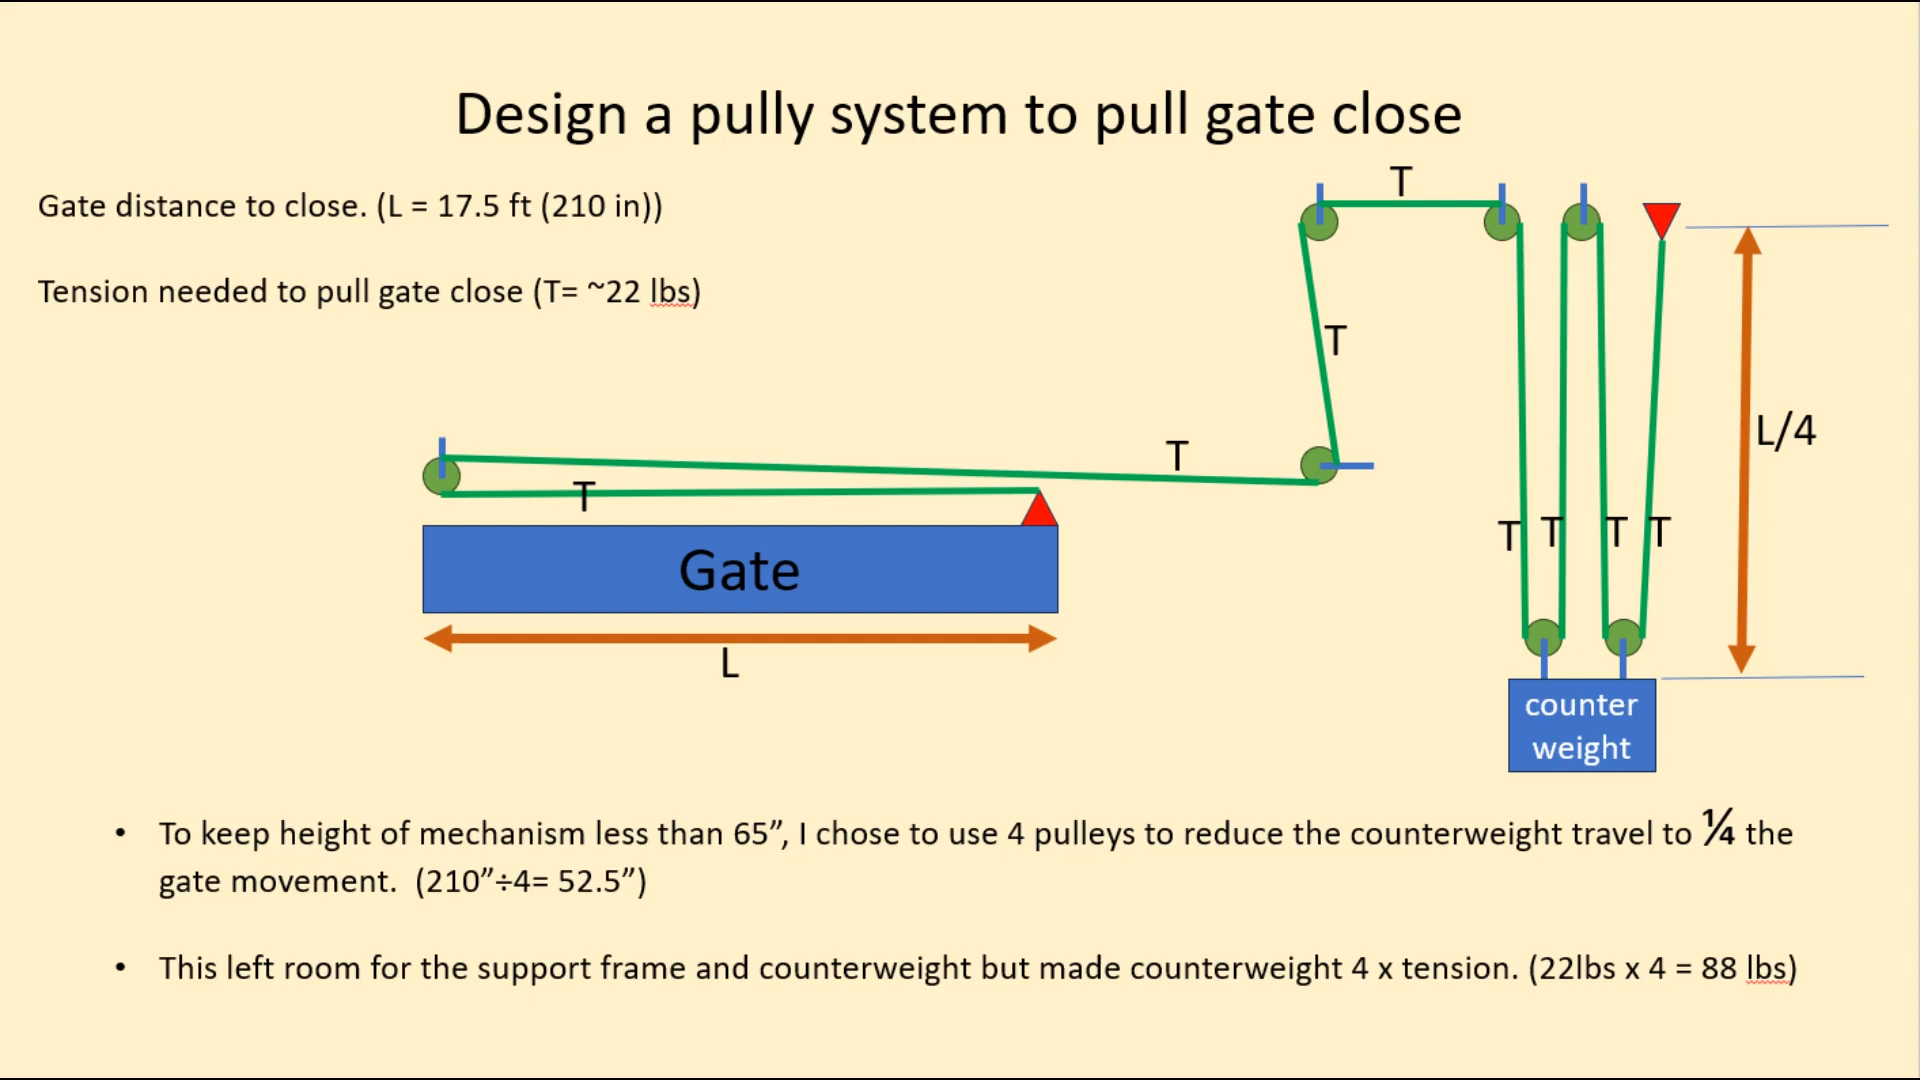 Design a pully system to pull gate close
Gate distance to close. (L = 17.5 ft (210 in))
Tension needed to pull gate close (T= ~22 lbs)
T
T
T
T
L/4
T T T T
Gate
L
counter
weight
• To keep height of mechanism less than 65”, I chose to use 4 pulleys to reduce the counterweight travel to ¼ the
gate movement. (210”÷4= 52.5”)
• This left room for the support frame and counterweight but made counterweight 4 x tension. (22lbs x 4 = 88 lbs)